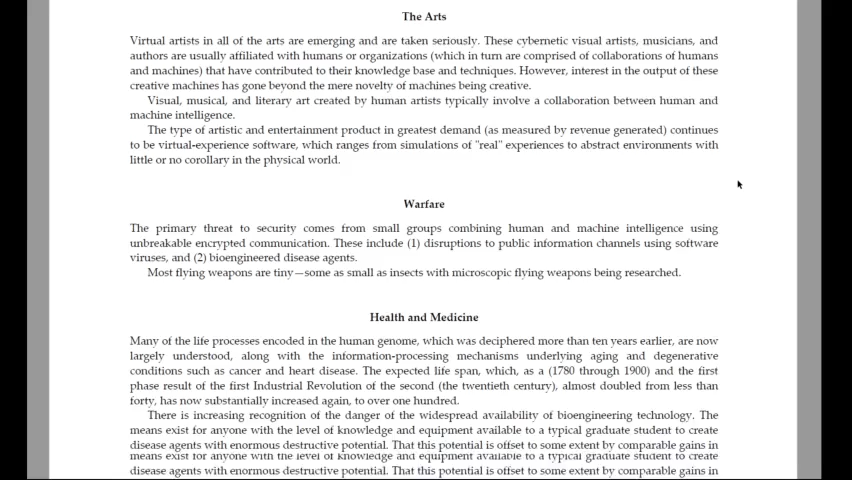 The Arts
Virtual artists in all of the arts are emerging and are taken seriously. These cybernetic visual artists, musicians, and
authors are usually affiliated with humans or organizations (which in turn are comprised of collaborations of humans
and machines) that have contributed to their knowledge base and techniques. However, interest in the output of these
creative machines has gone beyond the mere novelty of machines being creative.
Visual, musical, and literary art created by human artists typically involve a collaboration between human and
machine intelligence.
The type of artistic and entertainment product in greatest demand (as measured by revenue generated) continues
to be virtual-experience software, which ranges from simulations of "real" experiences to abstract environments with
little or no corollary in the physical world.
Warfare
The primary threat to security comes from small groups combining human and machine intelligence using
unbreakable encrypted communication. These include (1) disruptions to public information channels using software
viruses, and (2) bioengineered disease agents.
Most flying weapons are tiny—some as small as insects with microscopic flying weapons being researched.
Health and Medicine
Many of the life processes encoded in the human genome, which was deciphered more than ten years earlier, are now
largely understood, along with the information-processing mechanisms underlying aging and degenerative
conditions such as cancer and heart disease. The expected life span, which, as a (1780 through 1900) and the first
phase result of the first Industrial Revolution of the second (the twentieth century), almost doubled from less than
forty, has now substantially increased again, to over one hundred.
There is increasing recognition of the danger of the widespread availability of bioengineering technology. The
means exist for anyone with the level of knowledge and equipment available to a typical graduate student to create
disease agents with enormous destructive potential. That this potential is offset to some extent by comparable gains in
means exist for anyone with the level of knowledge and equipment available to a typical graduate student to create
disease agents with enormous destructive potential. That this potential is offset to some extent by comparable gains in